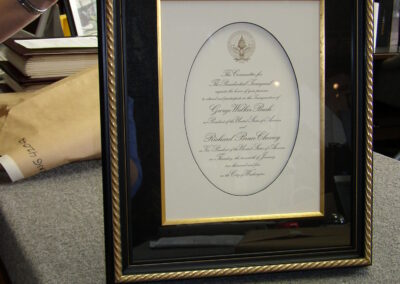 The Committee for
The Presidential Inaugural
requests the honor of your presence
to attend and participate in the Inauguration of
George Walker Bush
as President of the United States of America
and
Richard Bruce Cheney
as Vice President of the United States of America
on Thursday, the twentieth of January
two thousand and five
in the City of Washington